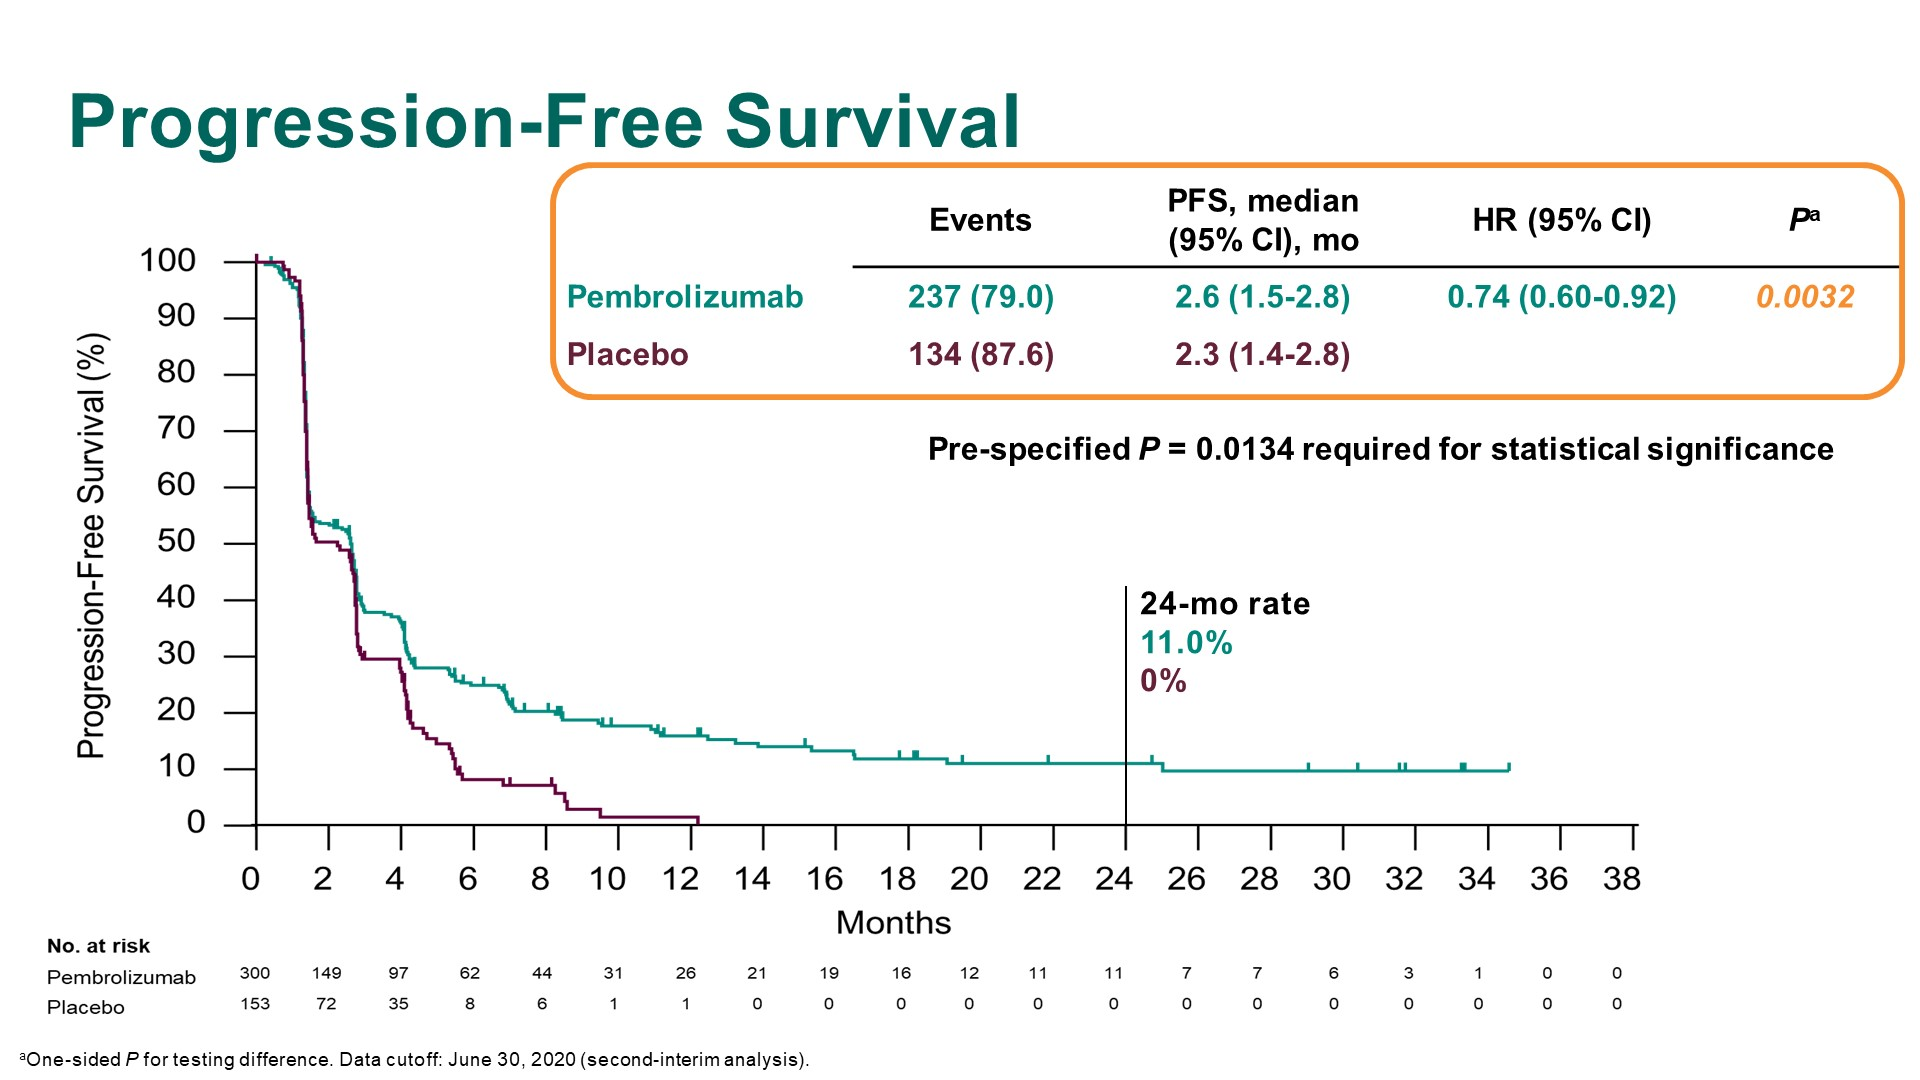 Progression-Free Survival
Events PFS, median (95% CI), mo HR (95% CI) Pᵃ
Pembrolizumab 237 (79.0) 2.6 (1.5-2.8) 0.74 (0.60-0.92) 0.0032
Placebo 134 (87.6) 2.3 (1.4-2.8)
Pre-specified P = 0.0134 required for statistical significance
Progression-Free Survival (%)
100
90
80
70
60
50
40
30
20
10
0
24-mo rate
11.0%
0%
0 2 4 6 8 10 12 14 16 18 20 22 24 26 28 30 32 34 36 38
Months
No. at risk
Pembrolizumab 300 149 97 62 44 31 26 21 19 16 12 11 11 7 7 6 3 1 0 0
Placebo 153 72 35 8 6 1 1 0 0 0 0 0 0 0 0 0 0 0 0 0
ᵃOne-sided P for testing difference. Data cutoff: June 30, 2020 (second-interim analysis).